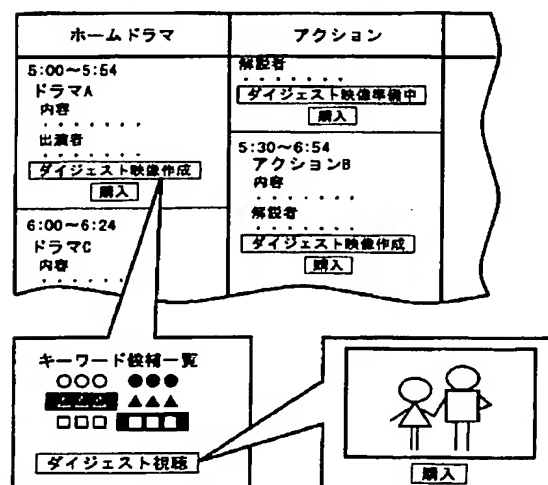 ホームドラマ
アクション
5:00〜5:54
ドラマA
内容
・・・・・・・
出演者
・・・・・・・
ダイジェスト映像作成
購入
6:00〜6:24
ドラマC
内容
・・・・・・
解説者
・・・・・・・
ダイジェスト映像準備中
購入
5:30〜6:54
アクションB
内容
・・・・・・
解説者
・・・・・・
ダイジェスト映像作成
購入
キーワード候補一覧
○○○ ●●●
▲▲▲
□□□ □□□
ダイジェスト視聴
購入